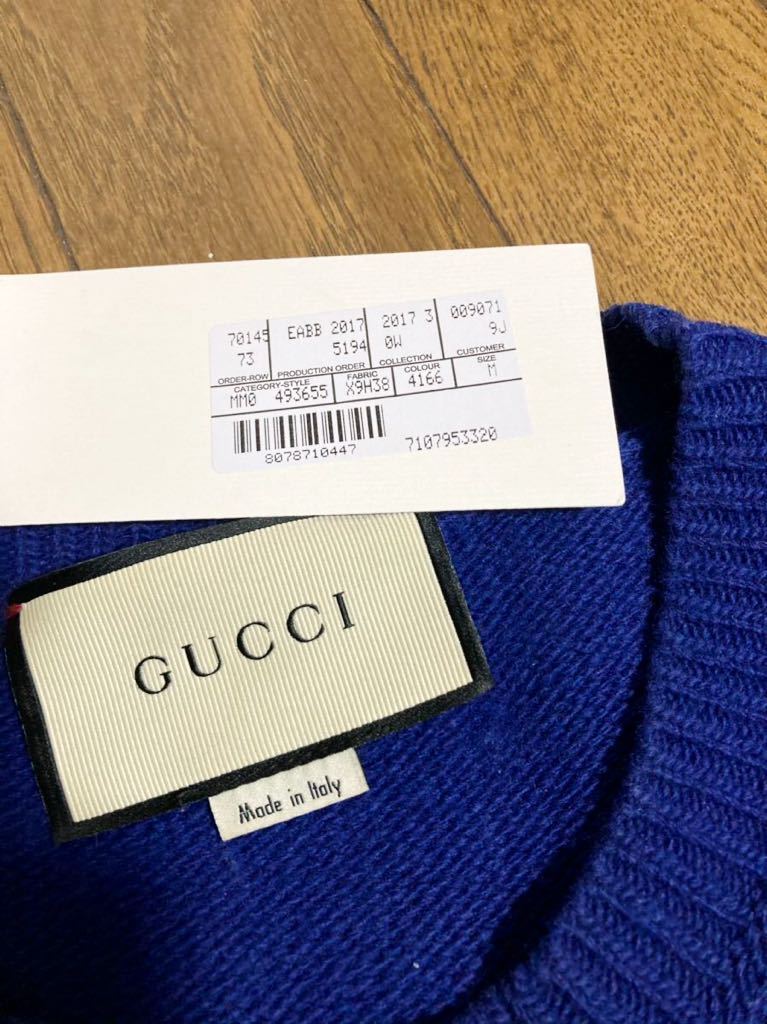 70145 EABB 2017 2017 3 009071
73 5194 0W 9J
ORDER-ROW PRODUCTION ORDER COLLECTION CUSTOMER
CATEGORY-STYLE FABRIC COLOUR SIZE
MM0 493655 X9H38 4166 M
8078710447 7107953320
GUCCI
Made in Italy